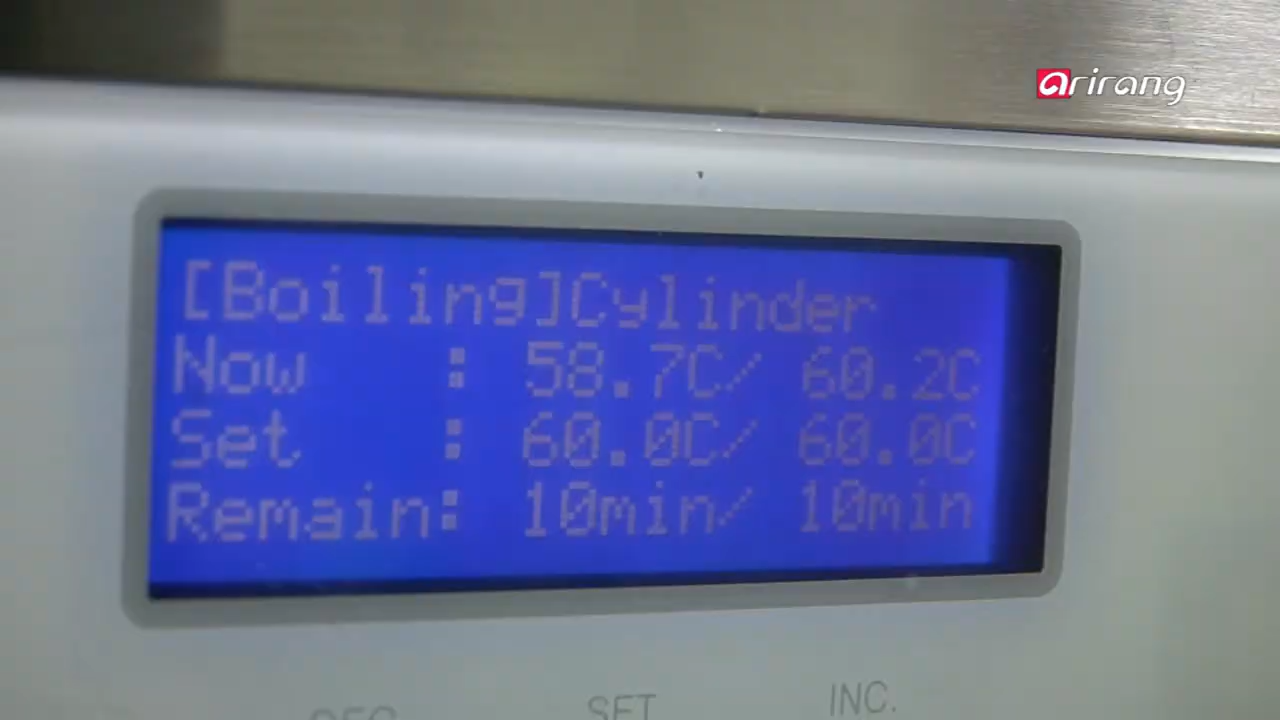 arirang
[Boiling]Cylinder
Now : 58.7C/ 60.2C
Set : 60.0C/ 60.0C
Remain: 10min/ 10min
SET INC.